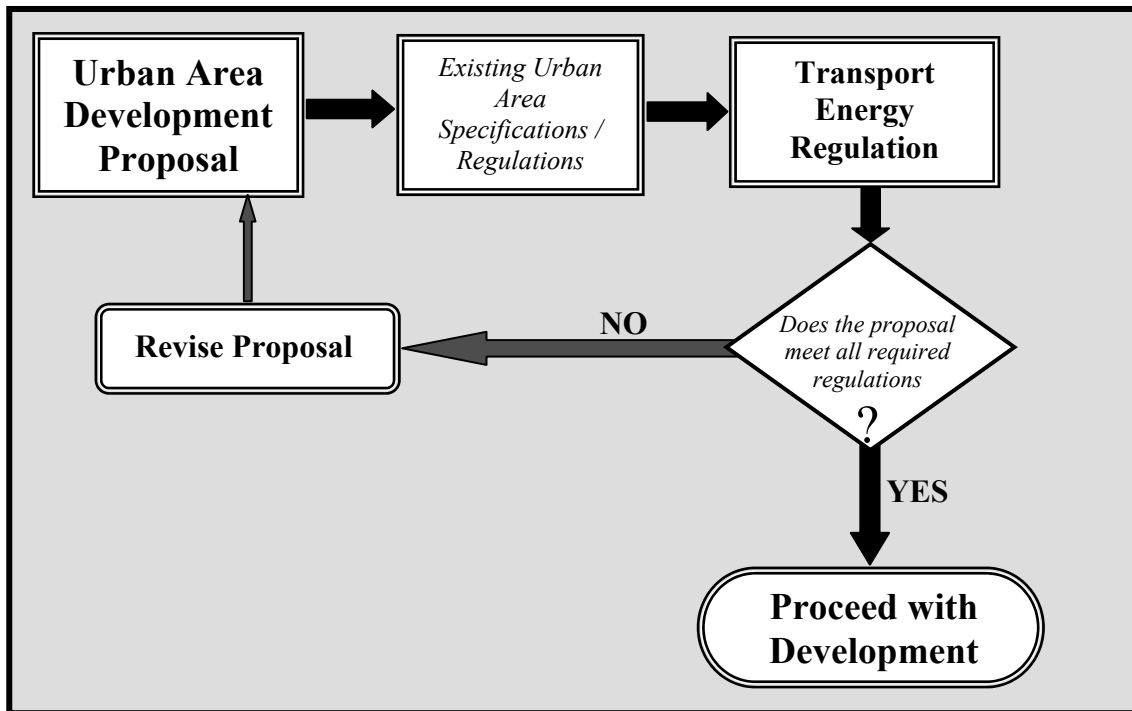 Urban Area
Development
Proposal
Existing Urban
Area
Specifications /
Regulations
Transport
Energy
Regulation
Does the proposal
meet all required
regulations
?
NO
Revise Proposal
YES
Proceed with
Development